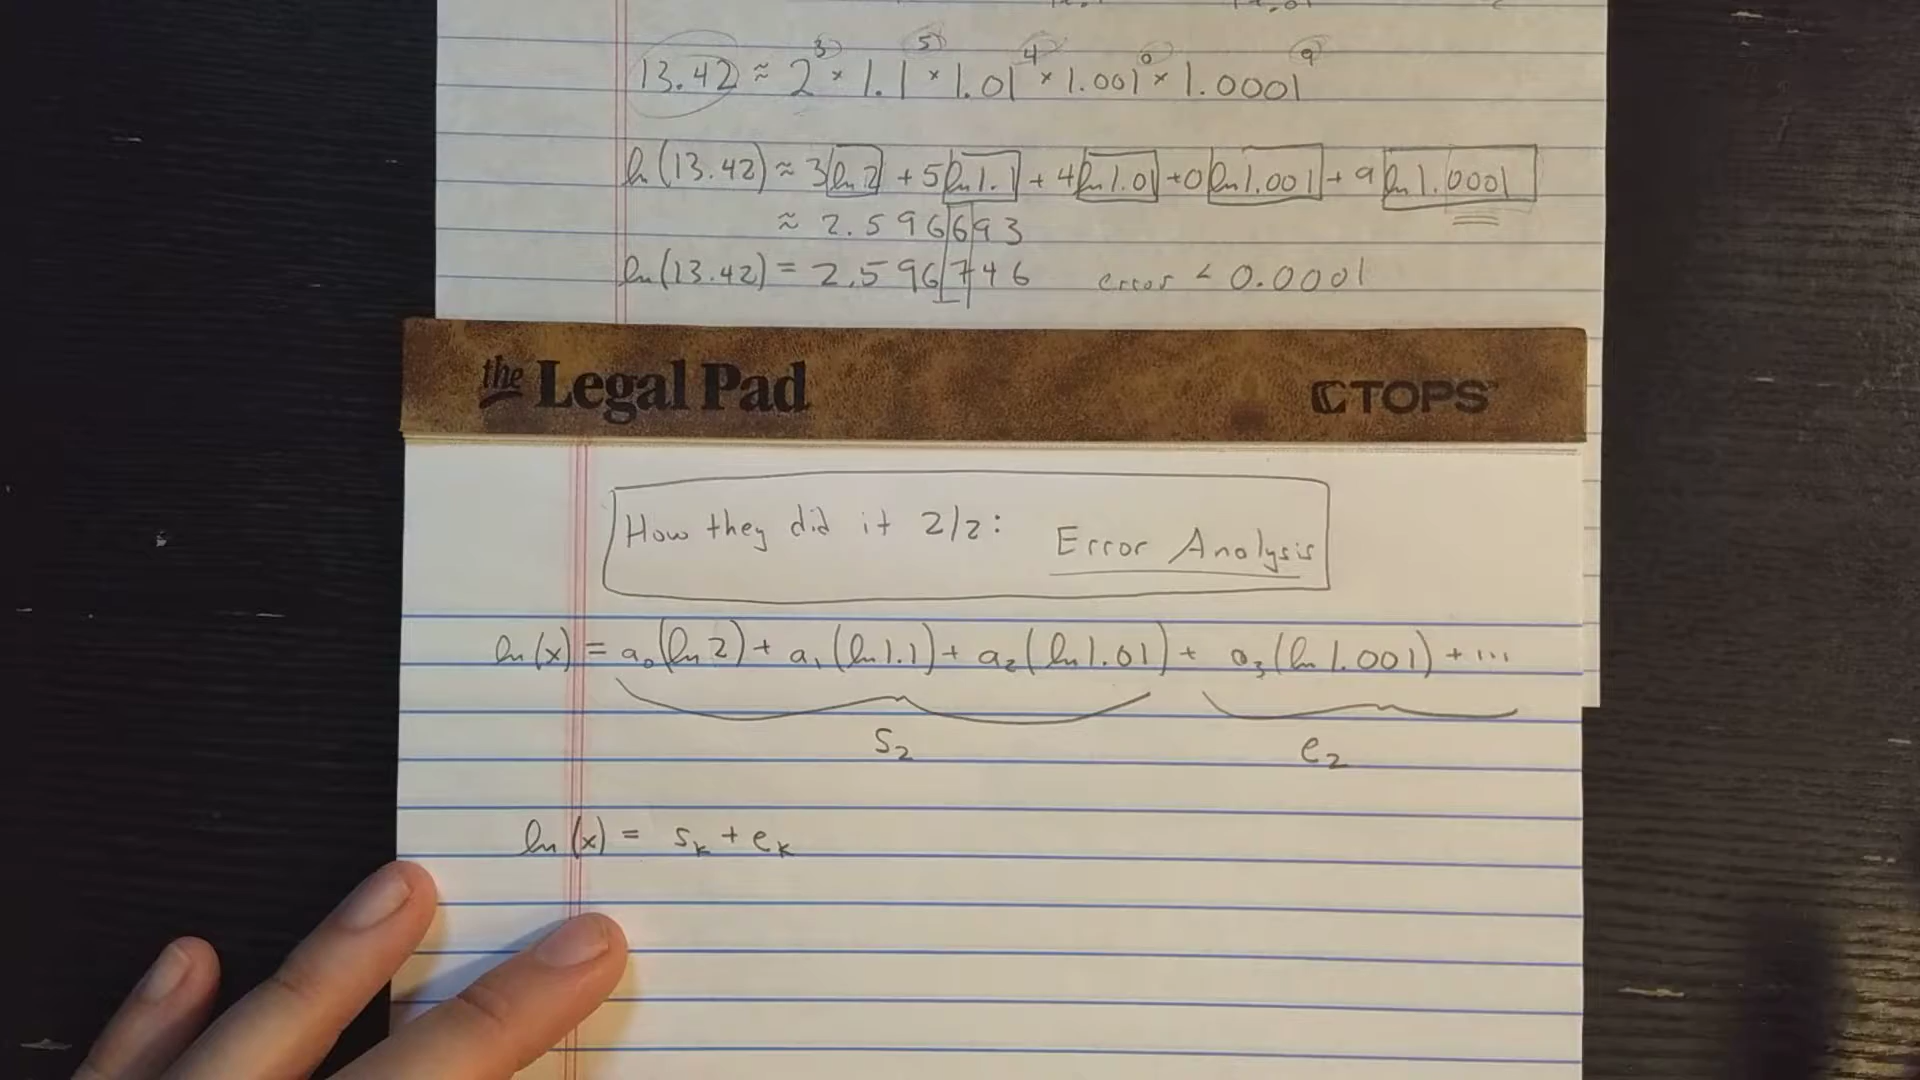 13.42 ≈ 2³ × 1.1⁵ × 1.01⁴ × 1.001⁰ × 1.0001⁹
ln(13.42) ≈ 3 ln 2 + 5 ln 1.1 + 4 ln 1.01 + 0 ln 1.001 + 9 ln 1.0001
≈ 2.596693
ln(13.42) = 2.596746 error < 0.0001
the Legal Pad TOPS
How they did it 2/2: Error Analysis
ln(x) = a₀(ln 2) + a₁(ln 1.1) + a₂(ln 1.01) + a₃(ln 1.001) + ...
s₂ e₂
ln(x) = sₖ + eₖ